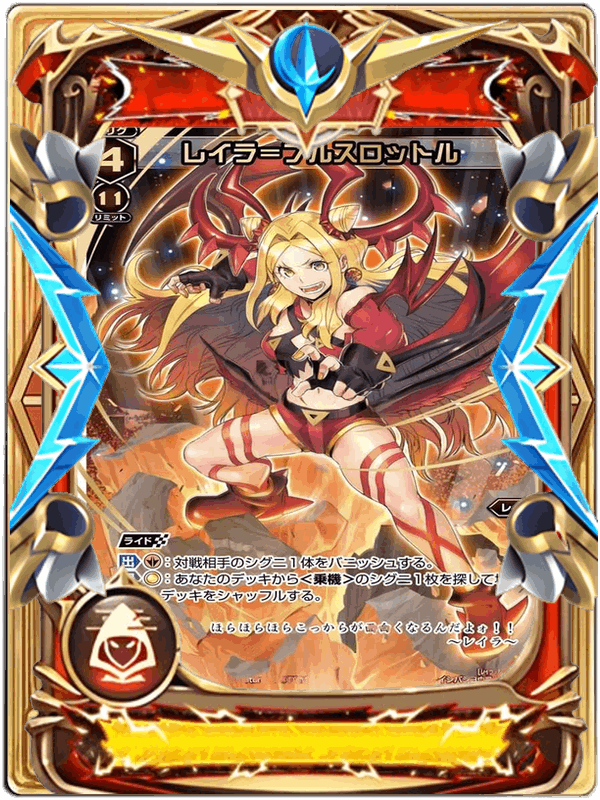 4
レイラ=フルスロットル
11
リミット
ライド
出 : 対戦相手のシグニ1体をバニッシュする。
: あなたのデッキから<乗機>のシグニ1枚を探して
デッキをシャッフルする。
ほらほらほらこっからが面白くなるんだよォ!!
～レイラ～